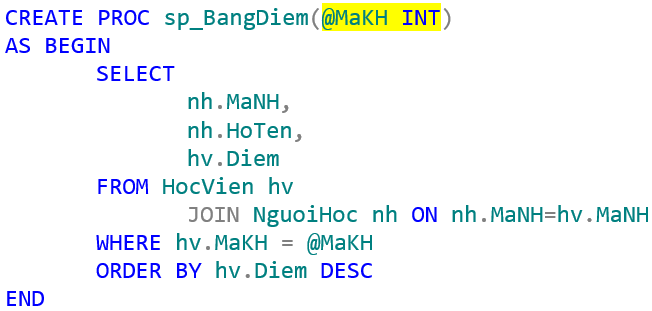 CREATE PROC sp_BangDiem(@MaKH INT)
AS BEGIN
SELECT
nh.MaNH,
nh.HoTen,
hv.Diem
FROM HocVien hv
JOIN NguoiHoc nh ON nh.MaNH=hv.MaNH
WHERE hv.MaKH = @MaKH
ORDER BY hv.Diem DESC
END